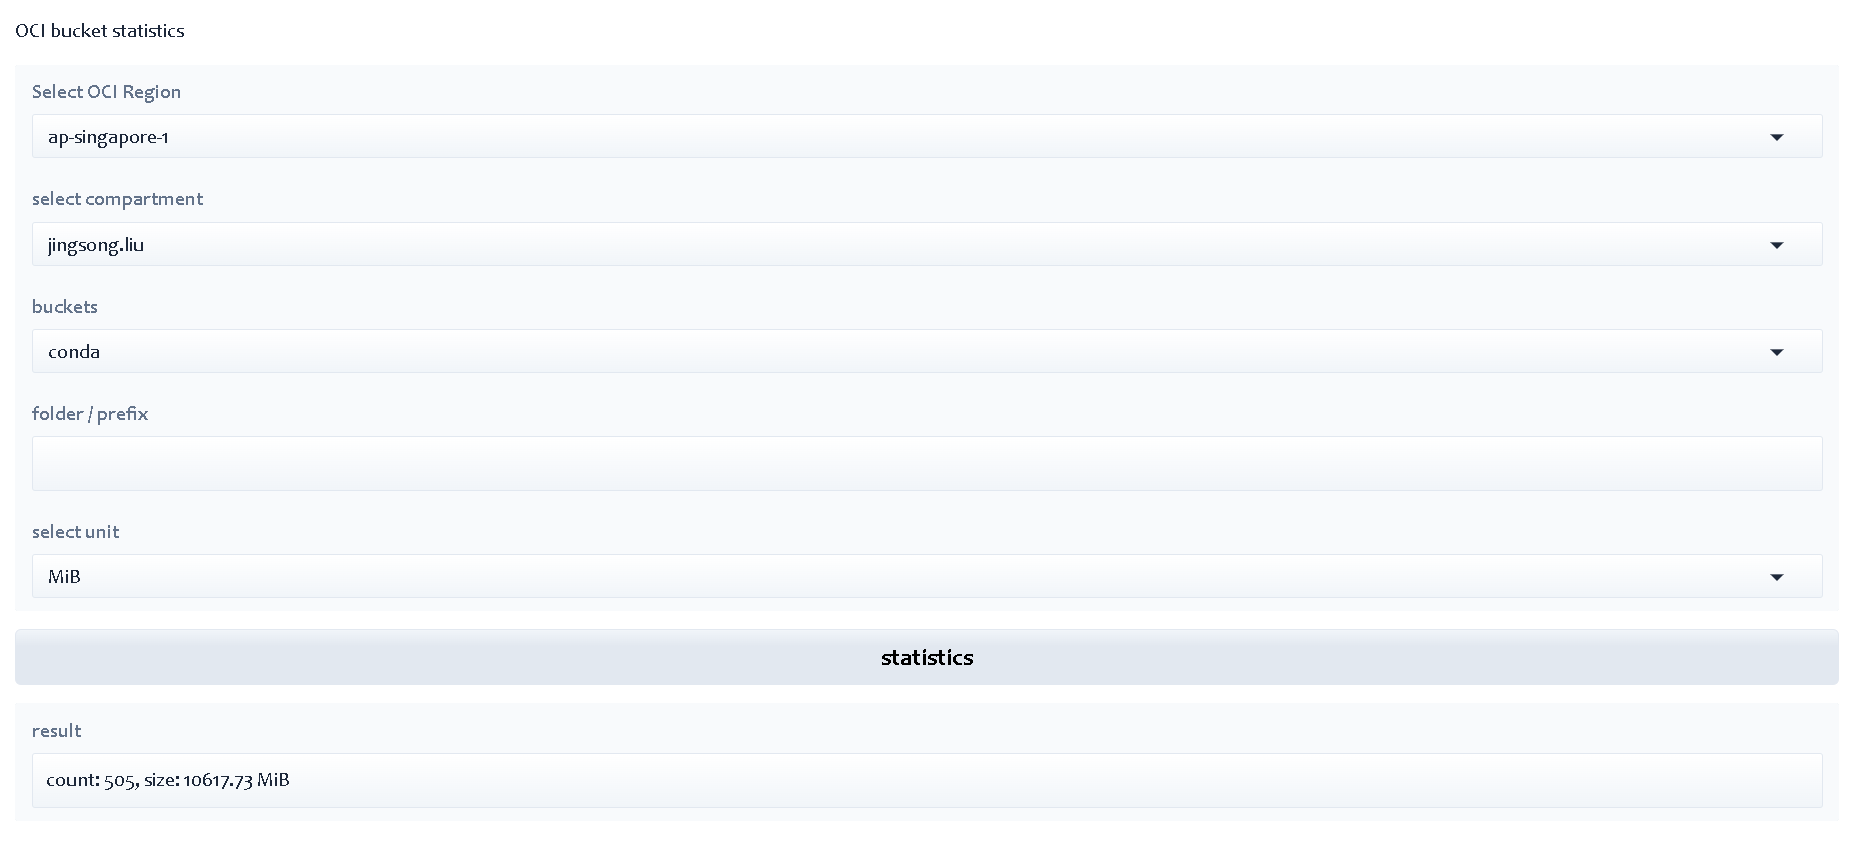 OCI bucket statistics
Select OCI Region
ap-singapore-1
select compartment
jingsong.liu
buckets
conda
folder / prefix
select unit
MiB
statistics
result
count: 505, size: 10617.73 MiB